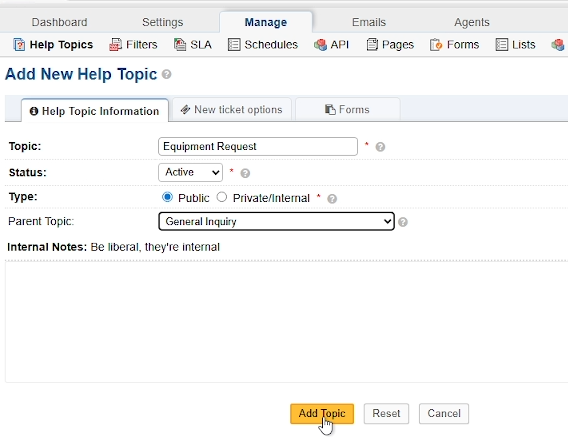 Dashboard Settings Manage Emails Agents
Help Topics Filters SLA Schedules API Pages Forms Lists
Add New Help Topic
Help Topic Information New ticket options Forms
Topic: Equipment Request *
Status: Active *
Type: Public Private/Internal *
Parent Topic: General Inquiry
Internal Notes: Be liberal, they're internal
Add Topic Reset Cancel